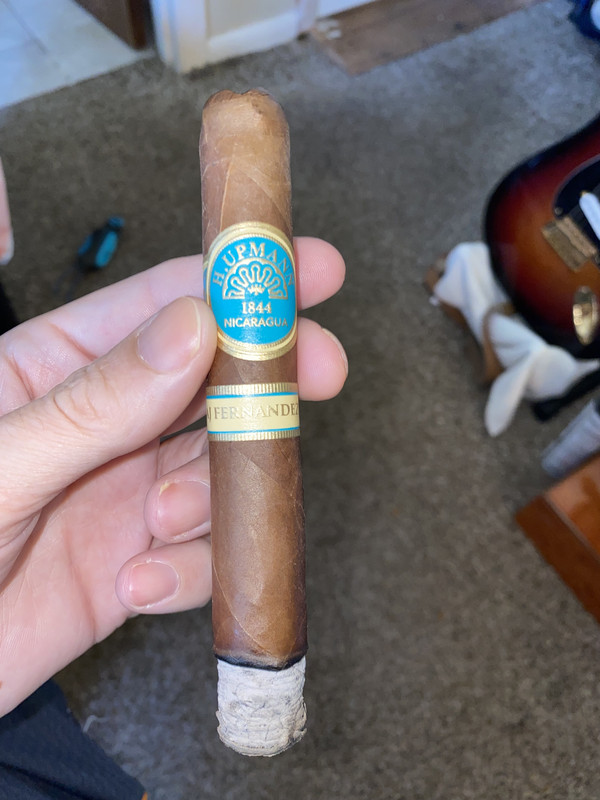 H. UPMANN
1844
NICARAGUA
J FERNANDEZ